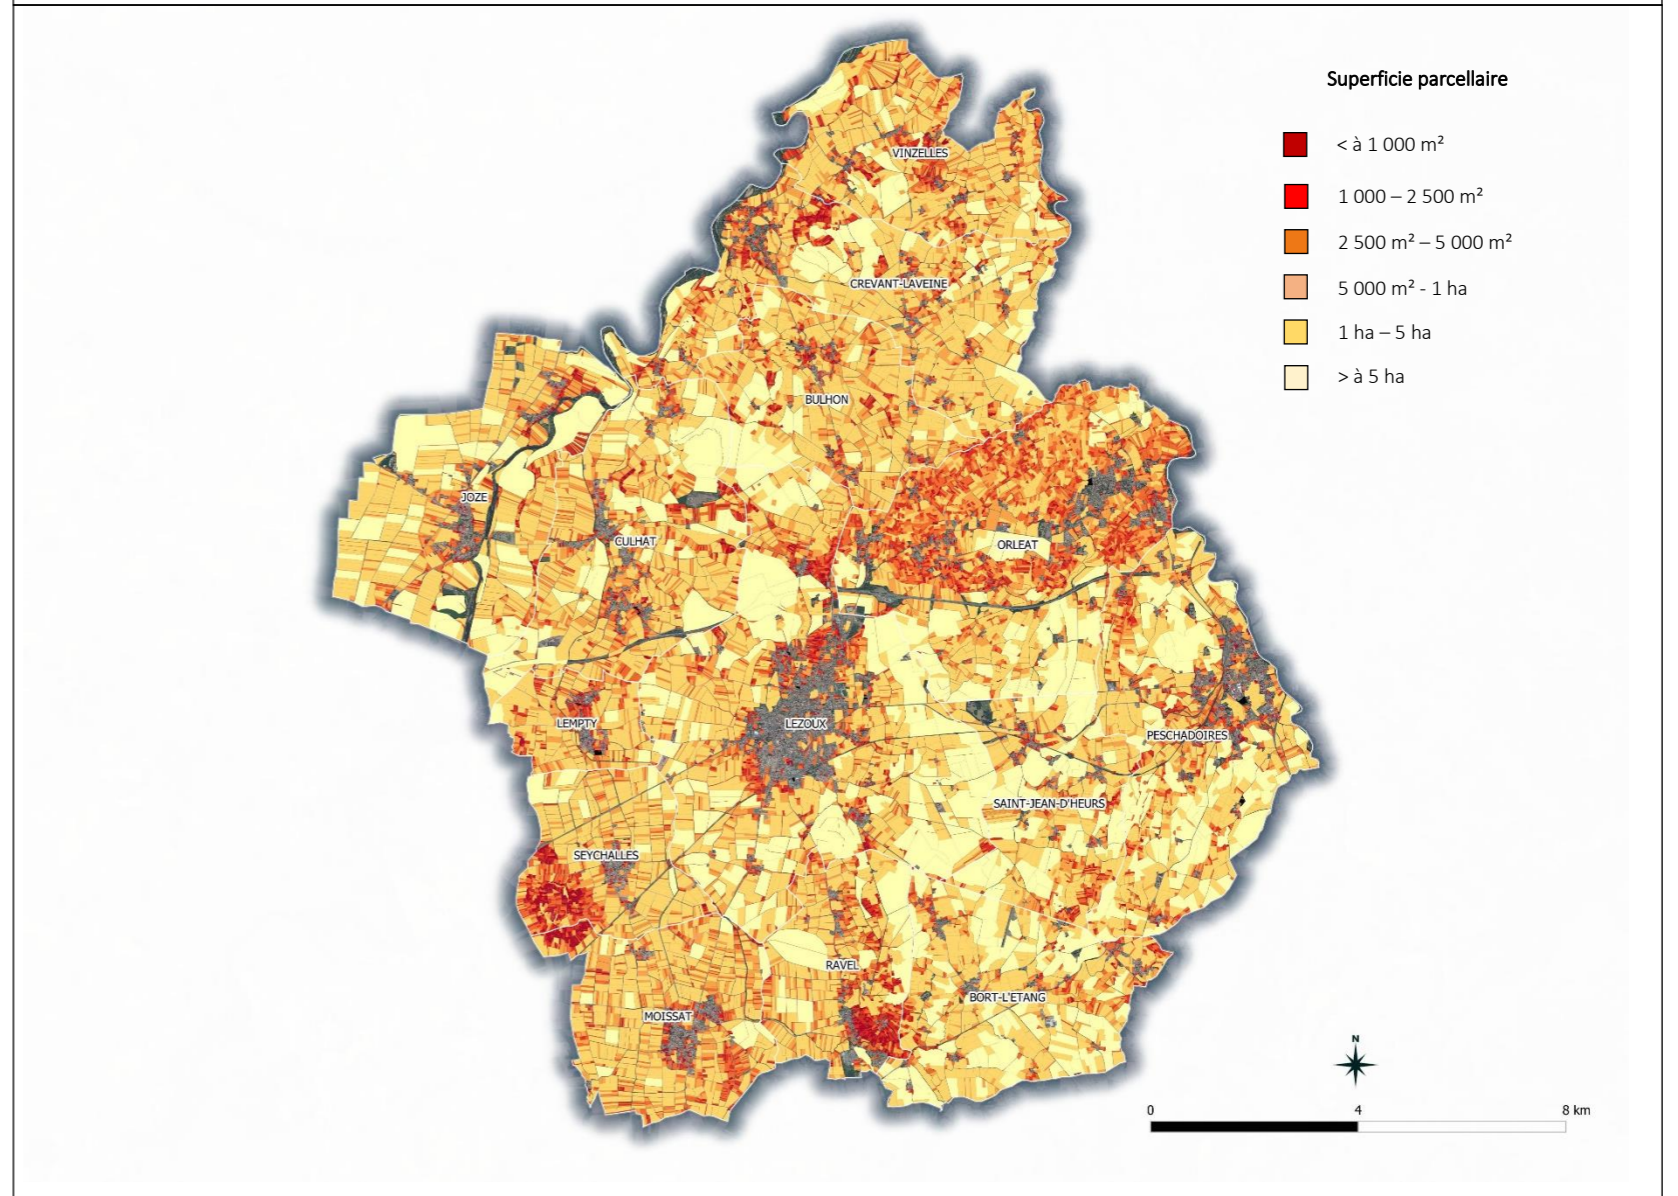 Superficie parcellaire
< à 1 000 m²
1 000 – 2 500 m²
2 500 m² – 5 000 m²
5 000 m² - 1 ha
1 ha – 5 ha
> à 5 ha
VINZELLES
CREVANT-LAVEINE
BULHON
JOZE
CULHAT
ORLEAT
LEMPTY
LEZOUX
PESCHADOIRES
SAINT-JEAN-D'HEURS
SEYCHALLES
RAVEL
BORT-L'ETANG
MOISSAT
N
0 4 8 km